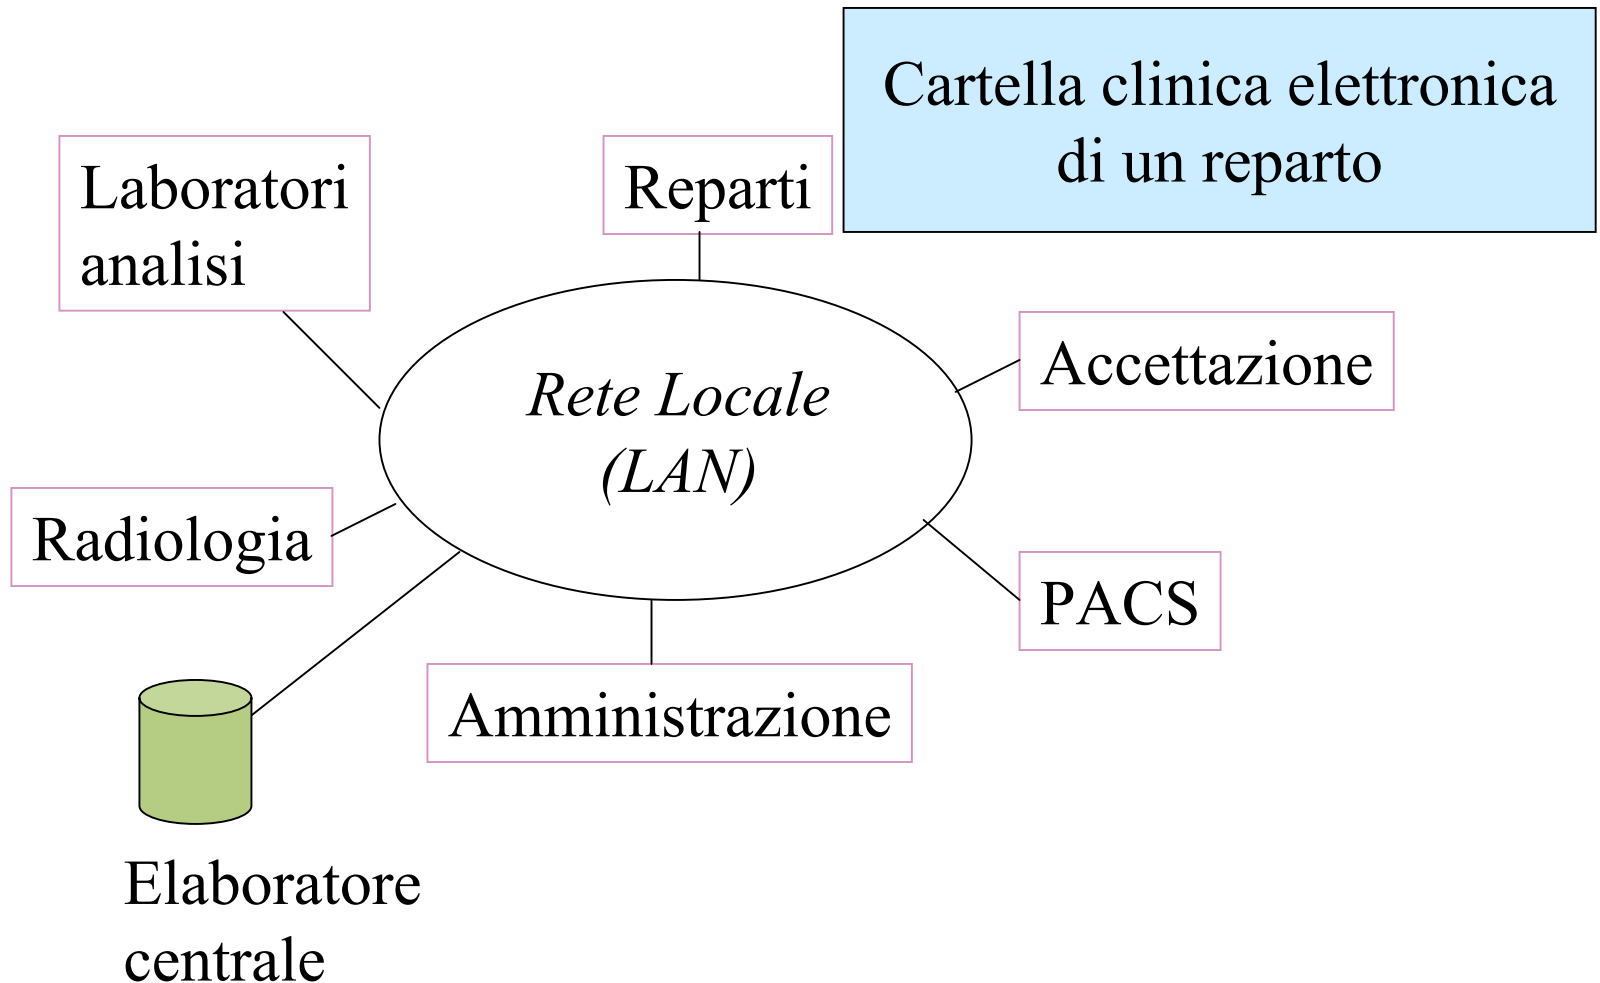 Cartella clinica elettronica
di un reparto
Laboratori
analisi
Reparti
Accettazione
Rete Locale
(LAN)
Radiologia
PACS
Amministrazione
Elaboratore
centrale